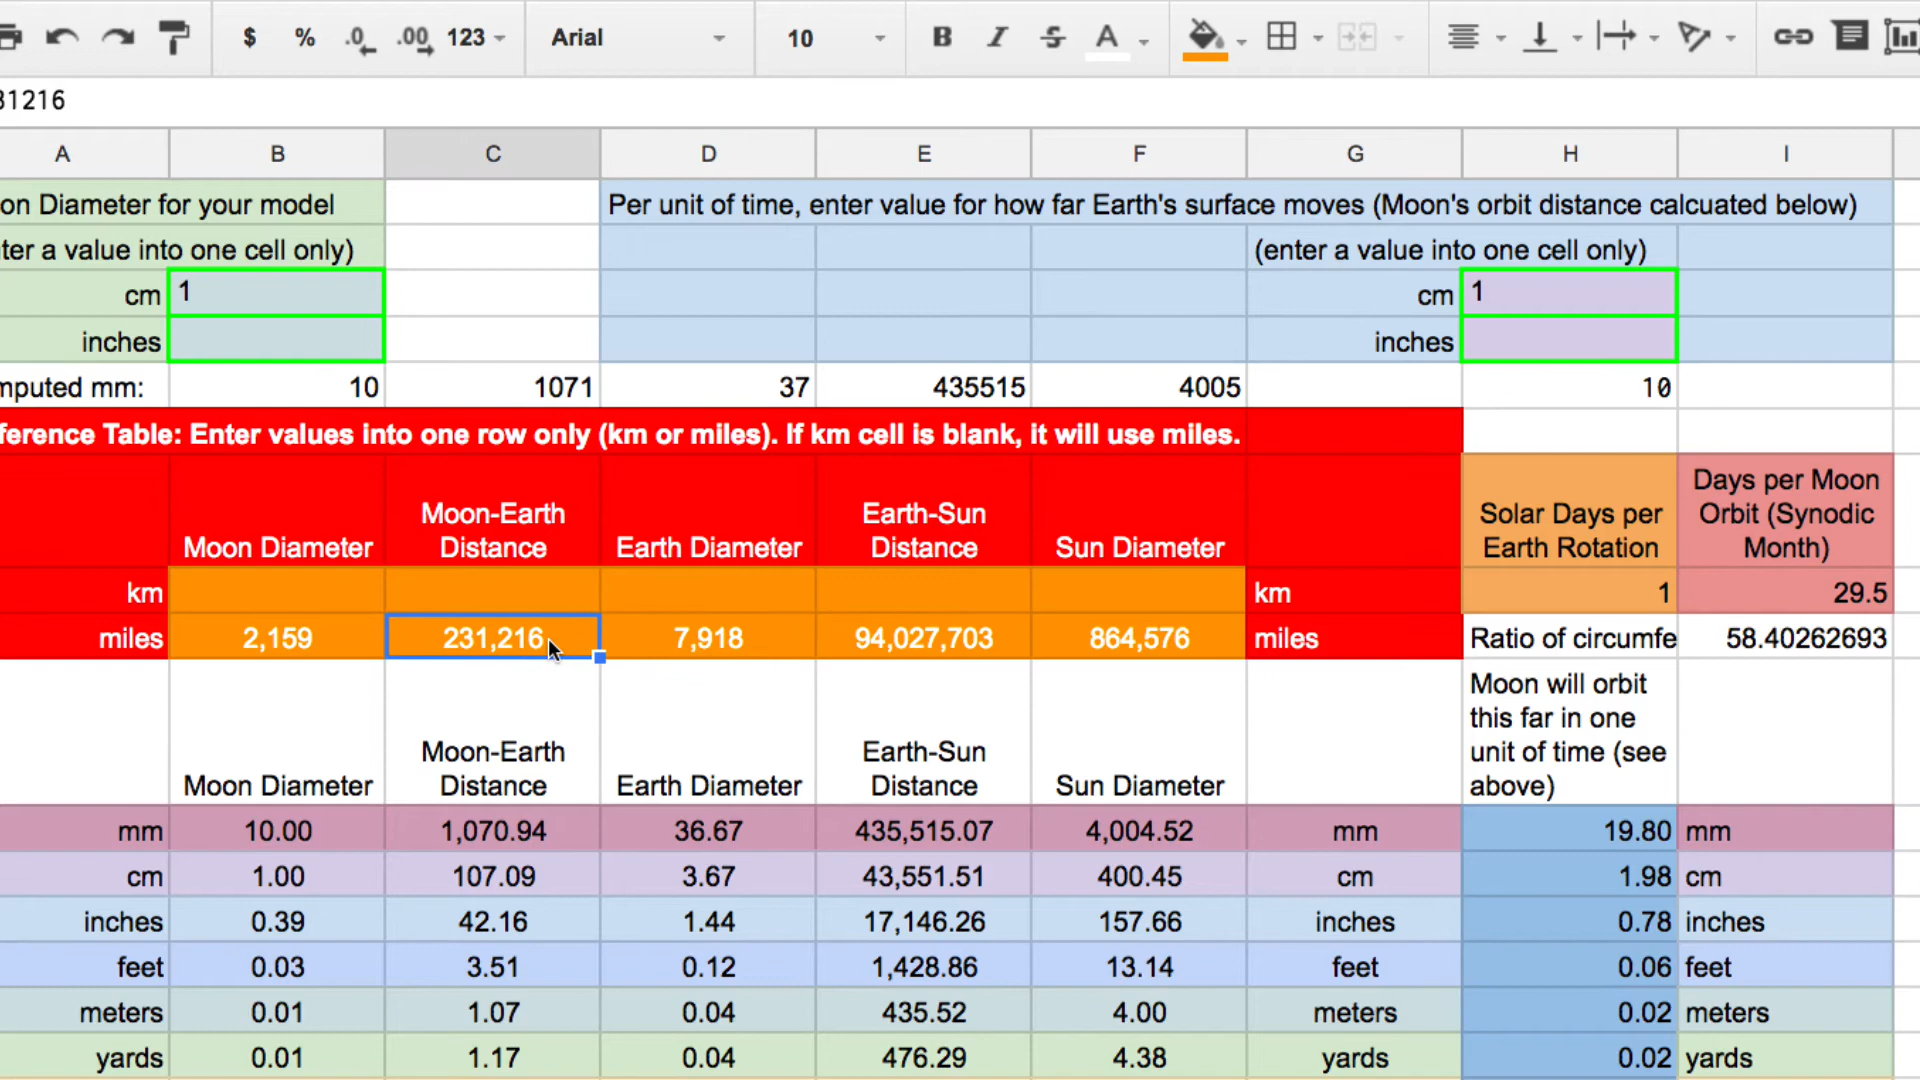 $ % .0 .00 123 Arial 10 B I S A
31216
A B C D E F G H I
on Diameter for your model
Per unit of time, enter value for how far Earth's surface moves (Moon's orbit distance calcuated below)
ter a value into one cell only)
(enter a value into one cell only)
cm 1 cm 1
inches inches
mputed mm: 10 1071 37 435515 4005 10
ference Table: Enter values into one row only (km or miles). If km cell is blank, it will use miles.
Moon Diameter
Moon-Earth
Distance
Earth Diameter
Earth-Sun
Distance
Sun Diameter
Solar Days per
Earth Rotation
Days per Moon
Orbit (Synodic
Month)
km km 1 29.5
miles 2,159 231,216 7,918 94,027,703 864,576 miles Ratio of circumfe 58.40262693
Moon Diameter
Moon-Earth
Distance
Earth Diameter
Earth-Sun
Distance
Sun Diameter
Moon will orbit
this far in one
unit of time (see
above)
mm 10.00 1,070.94 36.67 435,515.07 4,004.52 mm 19.80 mm
cm 1.00 107.09 3.67 43,551.51 400.45 cm 1.98 cm
inches 0.39 42.16 1.44 17,146.26 157.66 inches 0.78 inches
feet 0.03 3.51 0.12 1,428.86 13.14 feet 0.06 feet
meters 0.01 1.07 0.04 435.52 4.00 meters 0.02 meters
yards 0.01 1.17 0.04 476.29 4.38 yards 0.02 yards